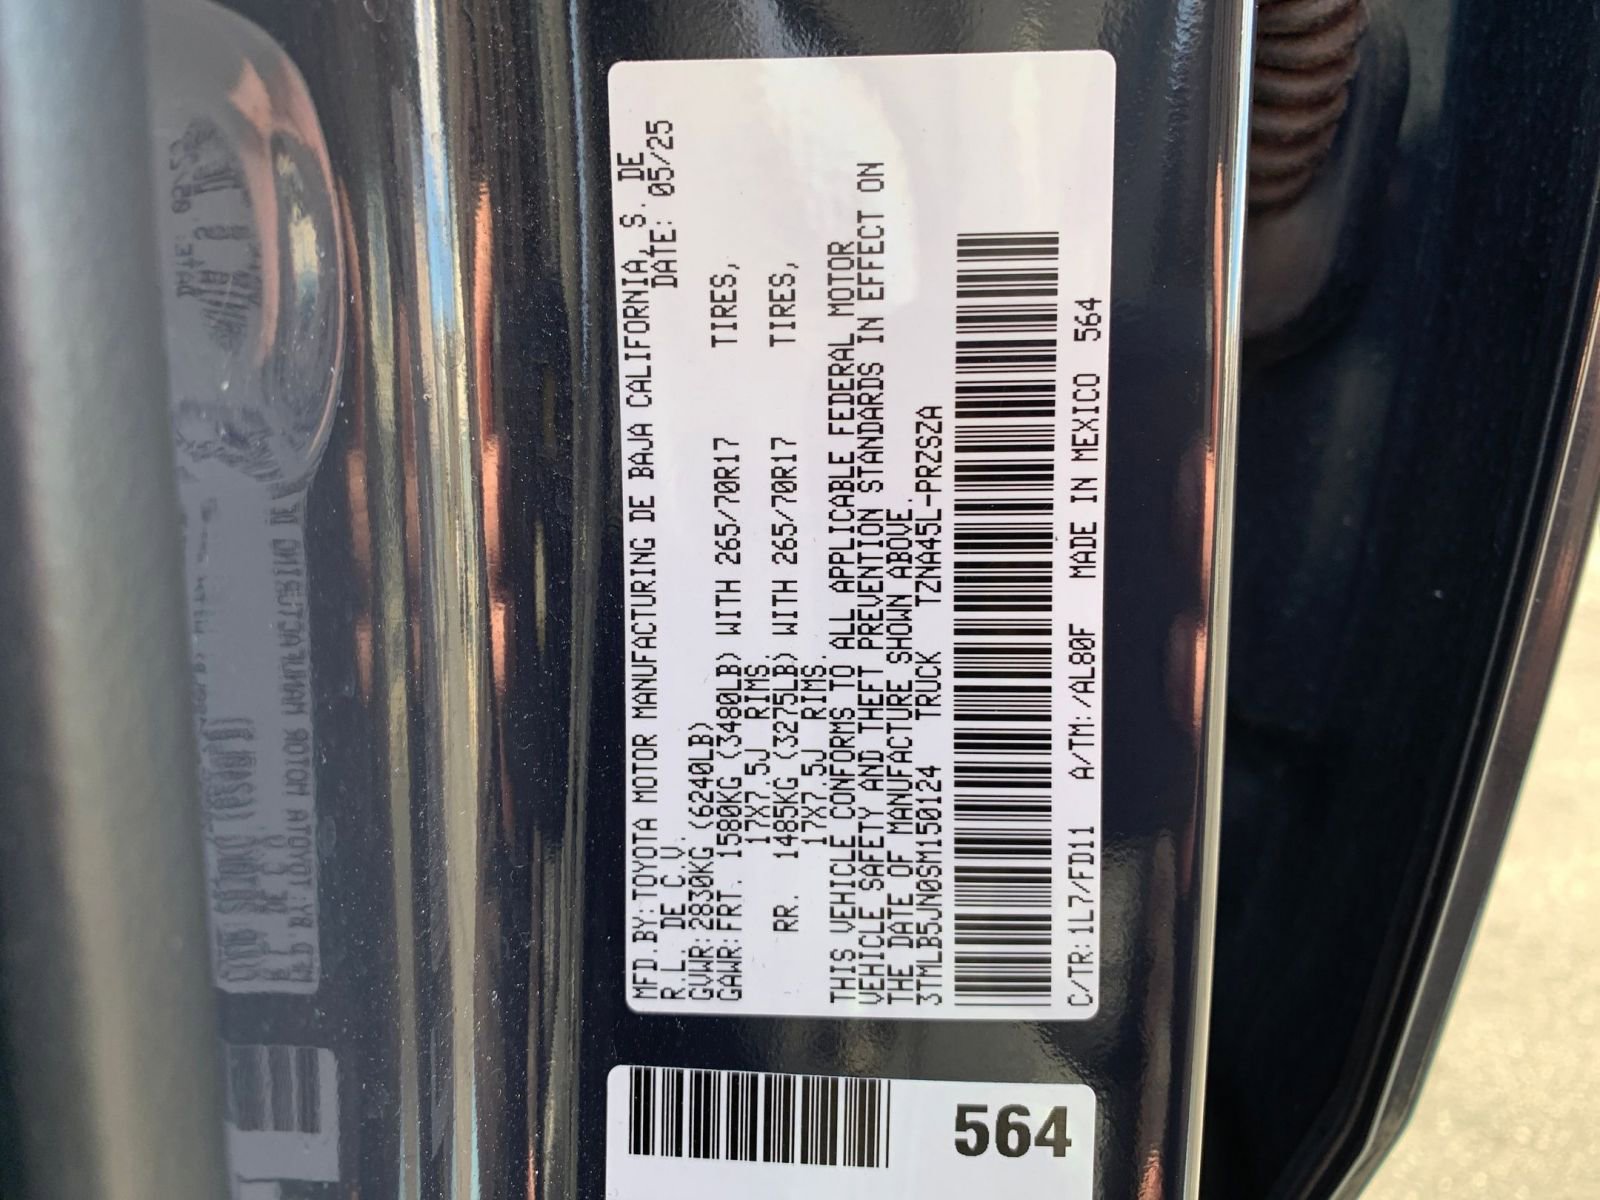 MFD.BY:TOYOTA MOTOR MANUFACTURING DE BAJA CALIFORNIA, S. DE
R.L. DE C.V. DATE: 05/25
GVWR:2830KG (6240LB)
GAWR:FRT. 1580KG (3480LB) WITH 265/70R17 TIRES,
17X7.5J RIMS.
RR. 1485KG (3275LB) WITH 265/70R17 TIRES,
17X7.5J RIMS.
THIS VEHICLE CONFORMS TO ALL APPLICABLE FEDERAL MOTOR
VEHICLE SAFETY AND THEFT PREVENTION STANDARDS IN EFFECT ON
THE DATE OF MANUFACTURE SHOWN ABOVE.
3TMLB5JN0SM150124 TRUCK TZNA45L-PRZSZA
C/TR:1L7/FD11 A/TM:/AL80F MADE IN MEXICO 564
564